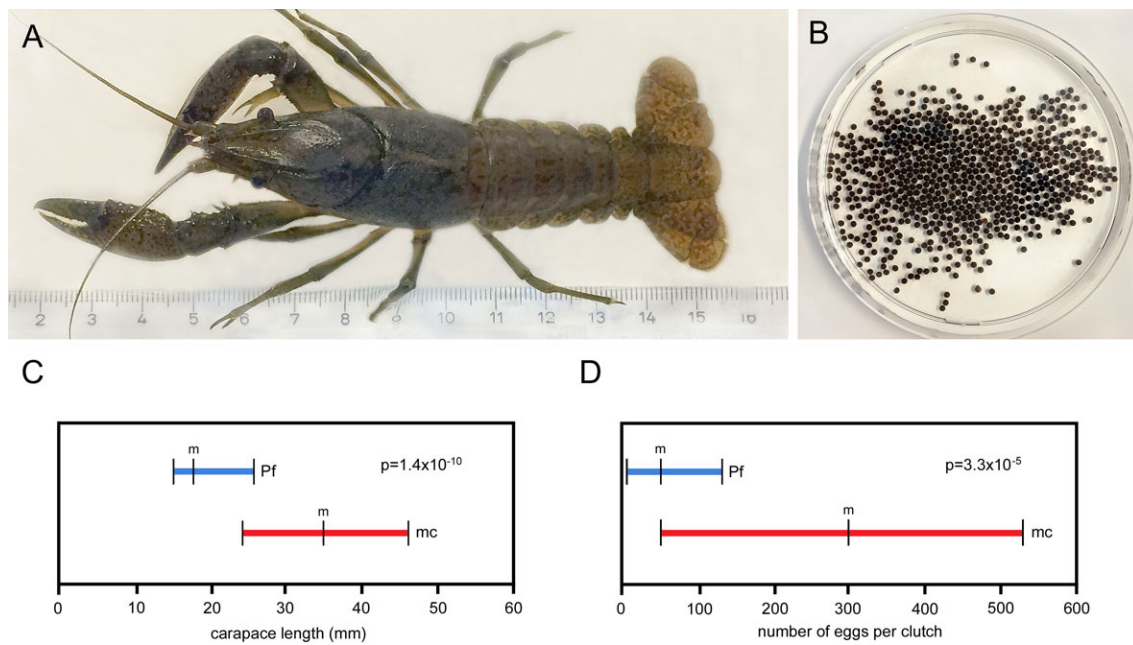 A
B
2 3 4 5 6 7 8 9 10 11 12 13 14 15 16
C
D
m
Pf
p=1.4x10⁻¹⁰
m
mc
0 10 20 30 40 50 60
carapace length (mm)
m
Pf
p=3.3x10⁻⁵
m
mc
0 100 200 300 400 500 600
number of eggs per clutch